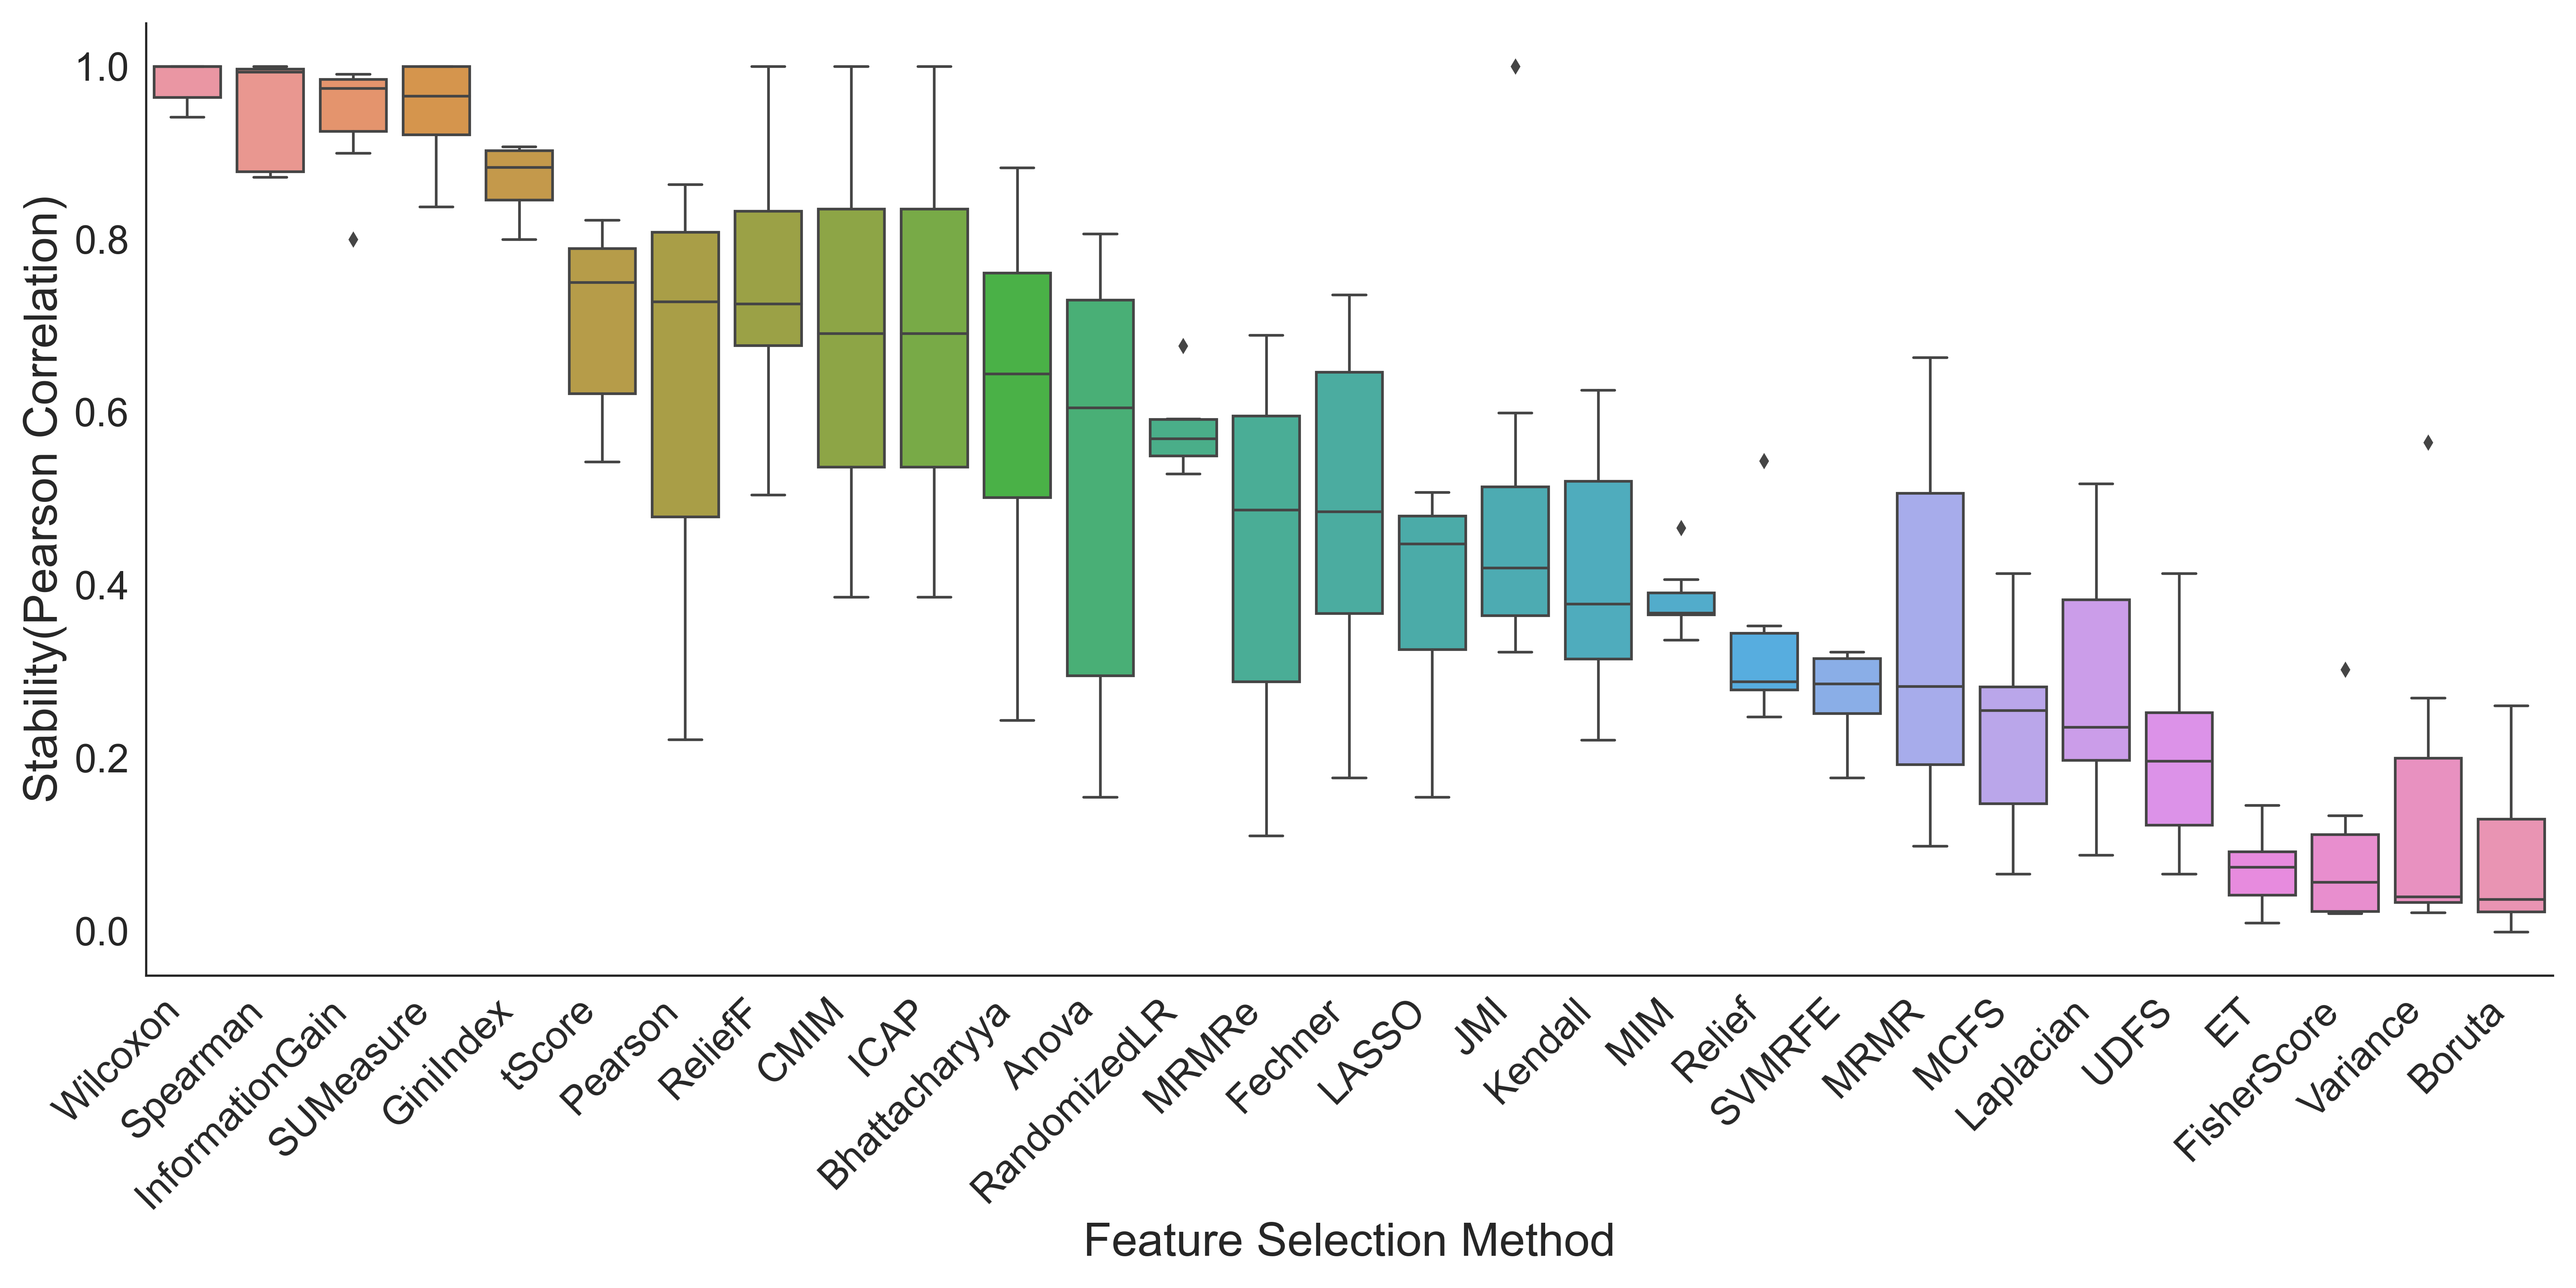 Stability(Pearson Correlation)
1.0
0.8
0.6
0.4
0.2
0.0
Wilcoxon
Spearman
InformationGain
SUMeasure
GiniIndex
tScore
Pearson
ReliefF
CMIM
ICAP
Bhattacharyya
Anova
RandomizedLR
MRMRe
Fechner
LASSO
JMI
Kendall
MIM
Relief
SVMRFE
MRMR
MCFS
Laplacian
UDFS
ET
FisherScore
Variance
Boruta
Feature Selection Method